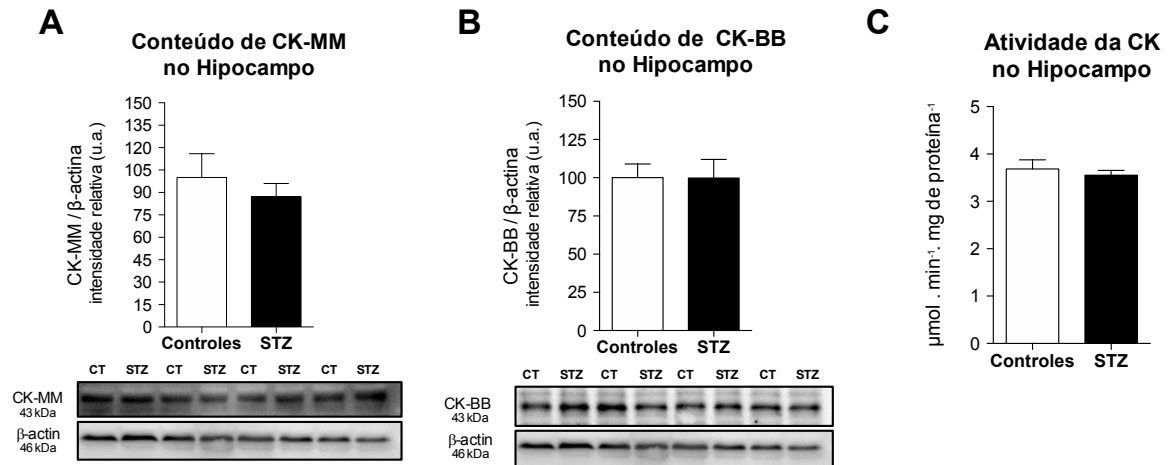 A
Conteúdo de CK-MM
no Hipocampo
CK-MM / β-actina
intensidade relativa (u.a.)
150
135
120
105
90
75
60
45
30
15
0
Controles STZ
CT STZ CT STZ CT STZ CT STZ
CK-MM
43 kDa
β-actin
46 kDa
B
Conteúdo de CK-BB
no Hipocampo
CK-BB / β-actina
intensidade relativa (u.a.)
150
125
100
75
50
25
0
Controles STZ
CT STZ CT STZ CT STZ CT STZ
CK-BB
43 kDa
β-actin
46 kDa
C
Atividade da CK
no Hipocampo
µmol . min⁻¹. mg de proteína⁻¹
5
4
3
2
1
0
Controles STZ